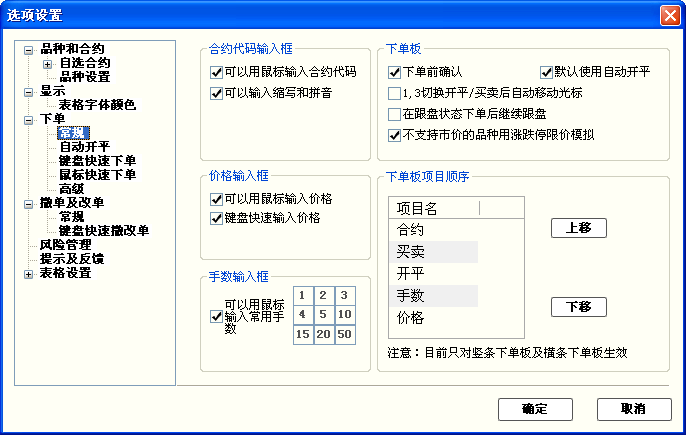 选项设置
品种和合约
自选合约
品种设置
显示
表格字体颜色
下单
常规
自动开平
键盘快速下单
鼠标快速下单
高级
撤单及改单
常规
键盘快速撤改单
风险管理
提示及反馈
表格设置
合约代码输入框
可以用鼠标输入合约代码
可以输入缩写和拼音
价格输入框
可以用鼠标输入价格
键盘快速输入价格
手数输入框
可以用鼠标
输入常用手
数
1 2 3
4 5 10
15 20 50
下单板
下单前确认 默认使用自动开平
1,3切换开平/买卖后自动移动光标
在跟盘状态下单后继续跟盘
不支持市价的品种用涨跌停限价模拟
下单板项目顺序
项目名
合约
买卖
开平
手数
价格
上移
下移
注意：目前只对竖条下单板及横条下单板生效
确定 取消